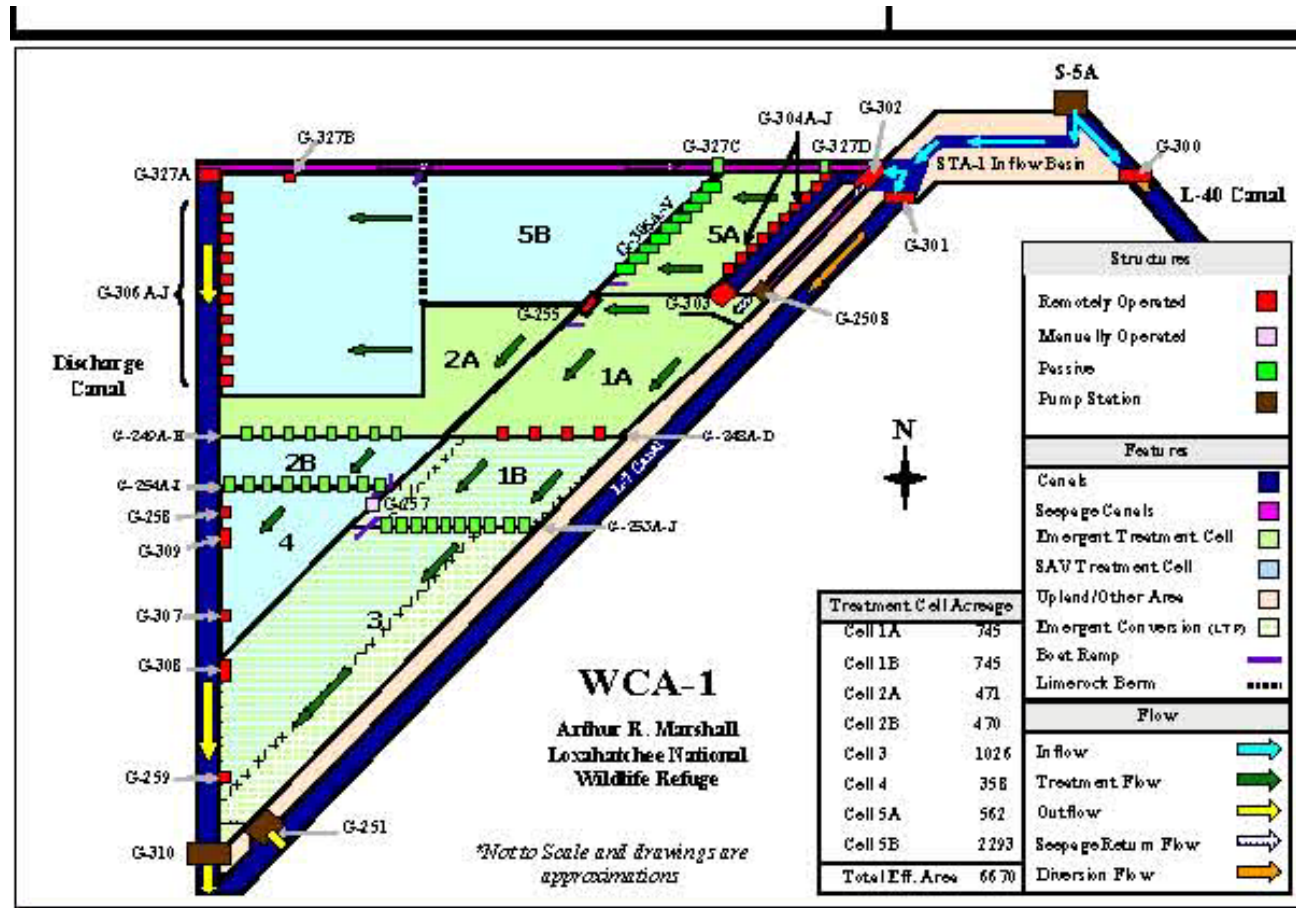 S-5A
G-302
G-304A-J
G-327B
G-327C
G-327D
G-300
G-327A
STA-1 Inflow Basin
L-40 Canal
5B
5A
G-301
G-306 A-J
G-303
G-255
G-250S
Discharge
Canal
2A
1A
N
G-248A-D
2B
1B
L-7 Canal
G-257
G-258
G-253A-J
G-309
4
G-307
3
G-308
WCA-1
Arthur R. Marshall
Loxahatchee National
Wildlife Refuge
G-259
G-251
G-310
*Not to Scale and drawings are
approximations
Structures
Remotely Operated
Manually Operated
Passive
Pump Station
Features
Canals
Seepage Canals
Emergent Treatment Cell
SAV Treatment Cell
Upland/Other Area
Emergent Conversion (LTP)
Boat Ramp
Limerock Berm
Flow
Inflow
Treatment Flow
Outflow
Seepage Return Flow
Diversion Flow
Treatment Cell Acreage
Cell 1A 745
Cell 1B 745
Cell 2A 471
Cell 2B 470
Cell 3 1026
Cell 4 358
Cell 5A 562
Cell 5B 2293
Total Eff. Area 6670